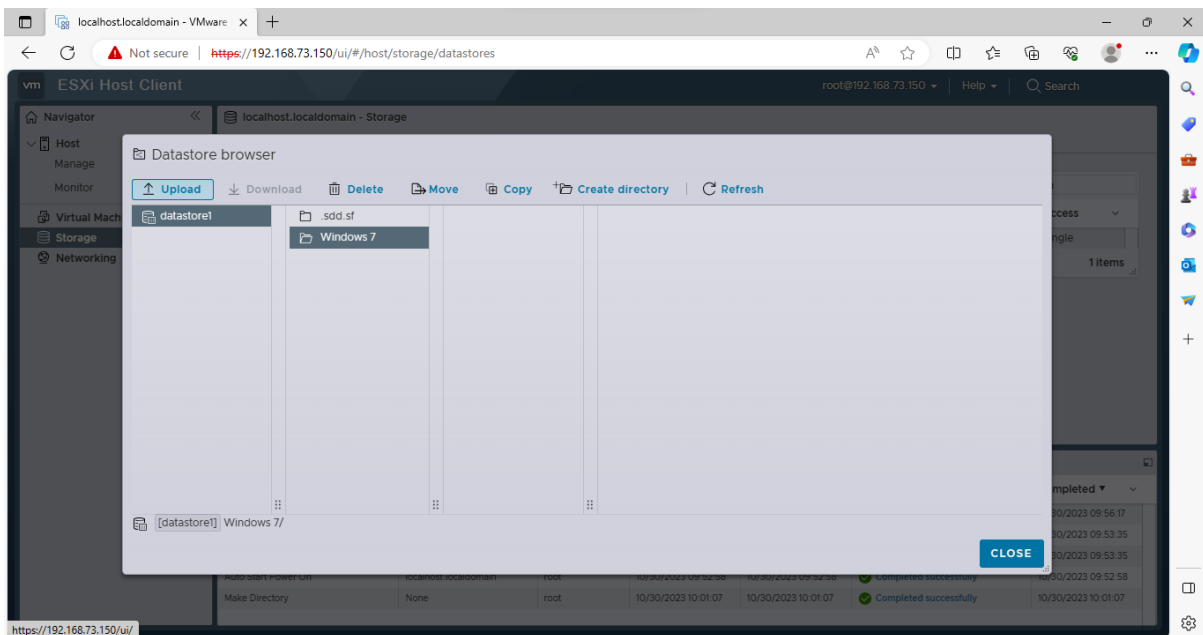 localhost.localdomain - VMware
Not secure | https://192.168.73.150/ui/#/host/storage/datastores
vm ESXi Host Client
root@192.168.73.150 | Help | Search
Navigator
localhost.localdomain - Storage
Host
Manage
Monitor
Virtual Mach
Storage
Networking
Datastore browser
Upload Download Delete Move Copy Create directory | Refresh
datastore1 .sdd.sf
Windows 7
ccess
ngle
1 items
[datastore1] Windows 7/
CLOSE
mpleted ▼
30/2023 09:56:17
30/2023 09:53:35
30/2023 09:53:35
Auto Start Power On localhost.localdomain root 10/30/2023 09:52:58 10/30/2023 09:52:58 Completed successfully 10/30/2023 09:52:58
Make Directory None root 10/30/2023 10:01:07 10/30/2023 10:01:07 Completed successfully 10/30/2023 10:01:07
https://192.168.73.150/ui/